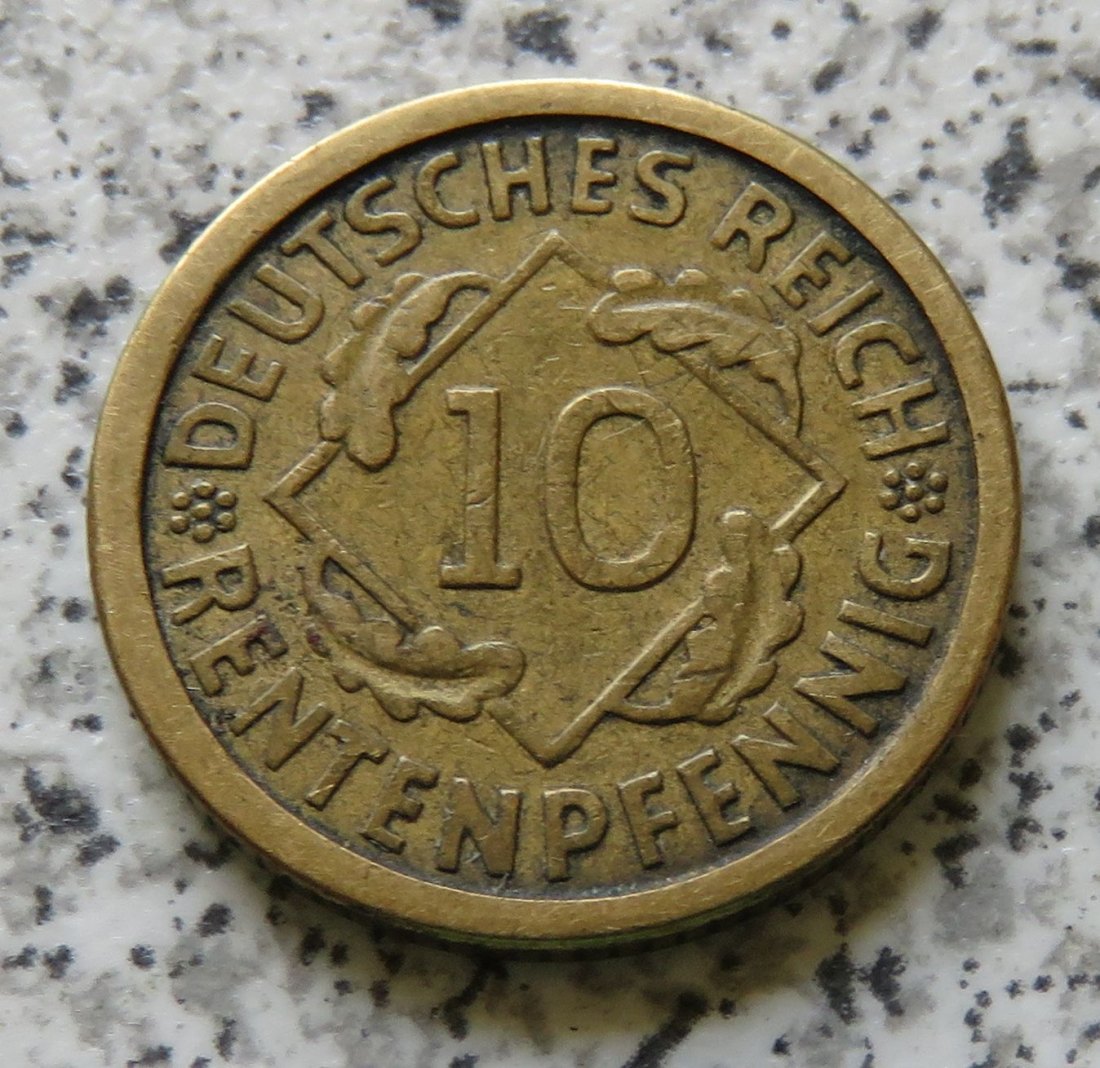 DEUTSCHES REICH
10
RENTENPFENNIG